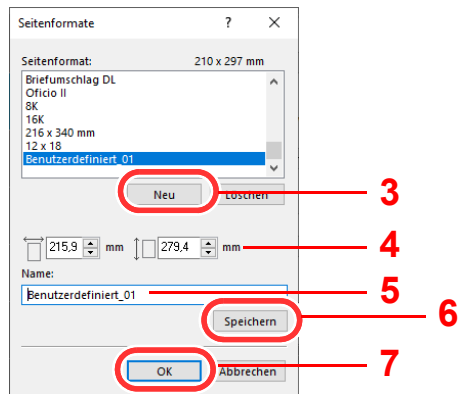 Seitenformate ? ×
Seitenformat: 210 x 297 mm
Briefumschlag DL
Oficio II
8K
16K
216 x 340 mm
12 x 18
Benutzerdefiniert_01
Neu Löschen 3
215,9 mm 279,4 mm 4
Name:
Benutzerdefiniert_01 5
Speichern 6
OK Abbrechen 7